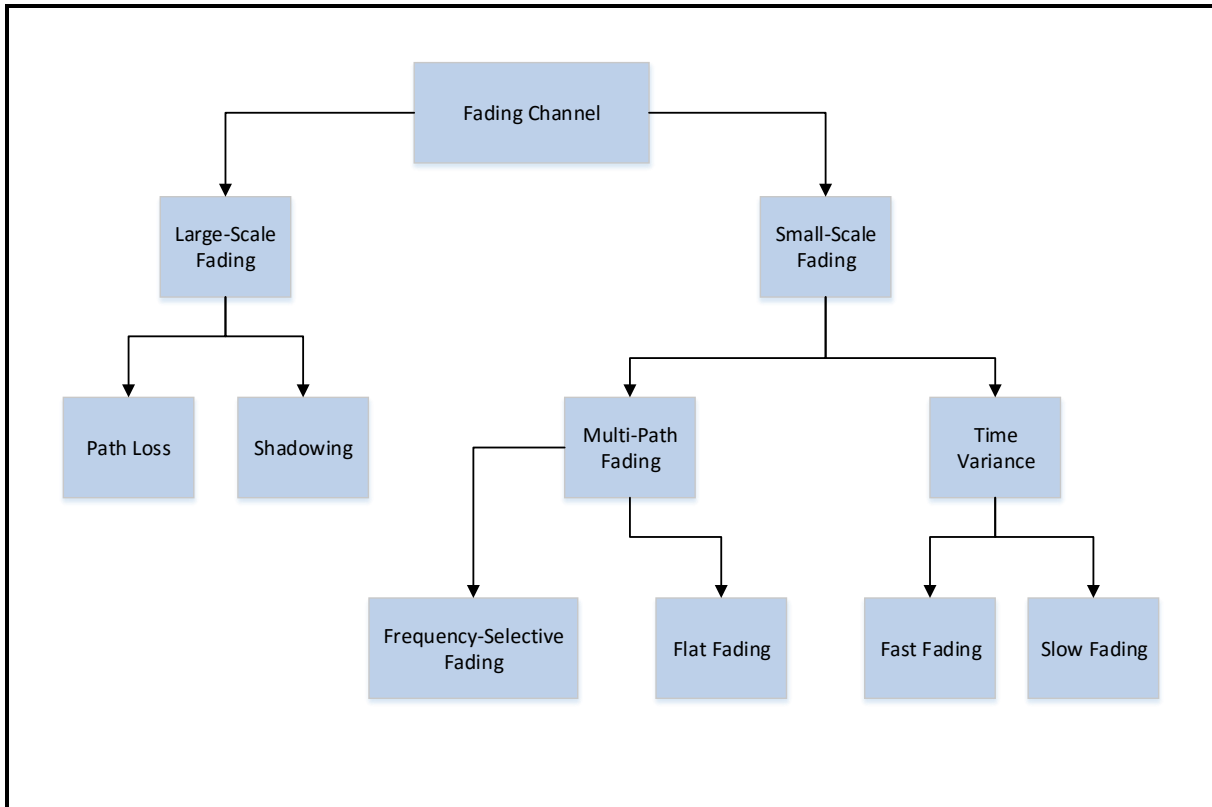 Fading Channel
Large-Scale
Fading
Small-Scale
Fading
Path Loss
Shadowing
Multi-Path
Fading
Time
Variance
Frequency-Selective
Fading
Flat Fading
Fast Fading
Slow Fading